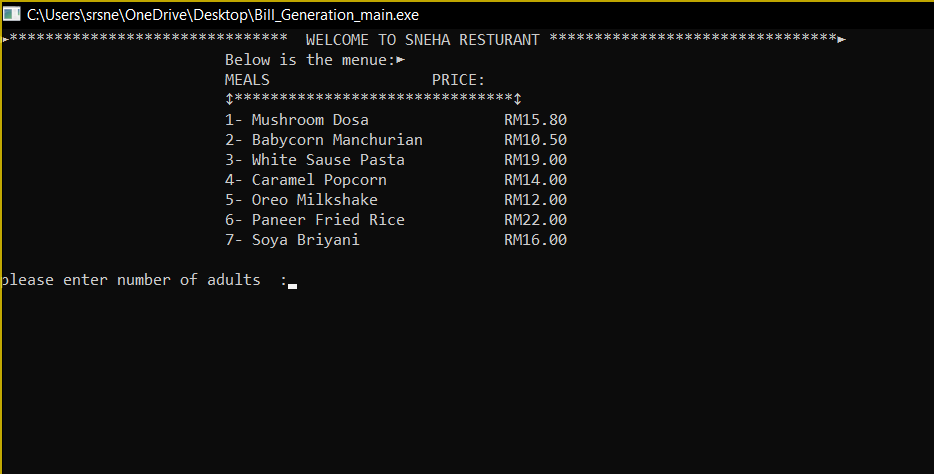 C:\Users\srsne\OneDrive\Desktop\Bill_Generation_main.exe
►******************************* WELCOME TO SNEHA RESTURANT ********************************►
Below is the menue:►
MEALS PRICE:
↕*******************************↕
1- Mushroom Dosa RM15.80
2- Babycorn Manchurian RM10.50
3- White Sause Pasta RM19.00
4- Caramel Popcorn RM14.00
5- Oreo Milkshake RM12.00
6- Paneer Fried Rice RM22.00
7- Soya Briyani RM16.00
please enter number of adults :